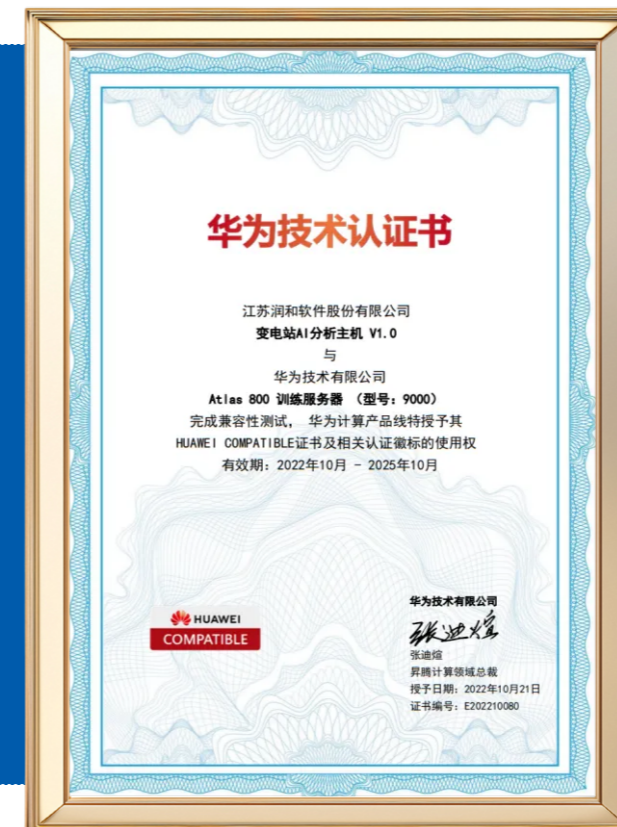 华为技术认证书
江苏润和软件股份有限公司
变电站AI分析主机 V1.0
与
华为技术有限公司
Atlas 800 训练服务器 （型号：9000）
完成兼容性测试， 华为计算产品线特授予其
HUAWEI COMPATIBLE证书及相关认证徽标的使用权
有效期：2022年10月 - 2025年10月
HUAWEI
COMPATIBLE
华为技术有限公司
张迪煊
张迪煊
昇腾计算领域总裁
授予日期：2022年10月21日
证书编号：E202210080